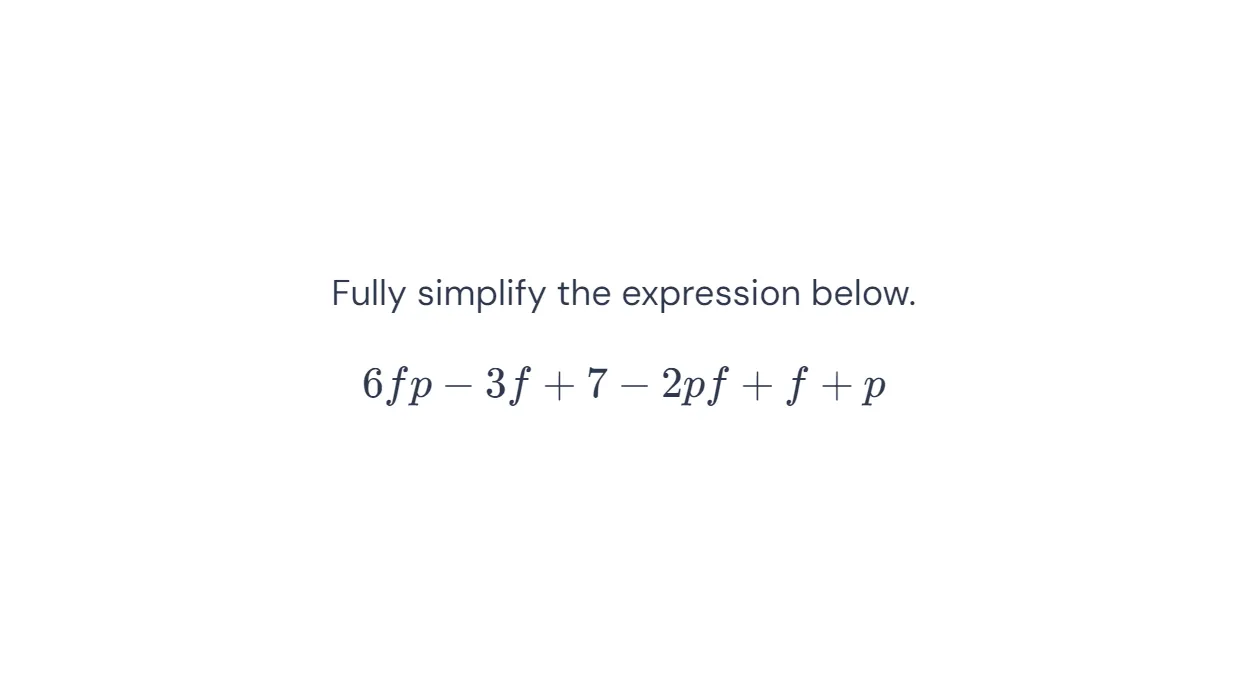 Fully simplify the expression below.
6fp − 3f + 7 − 2pf + f + p